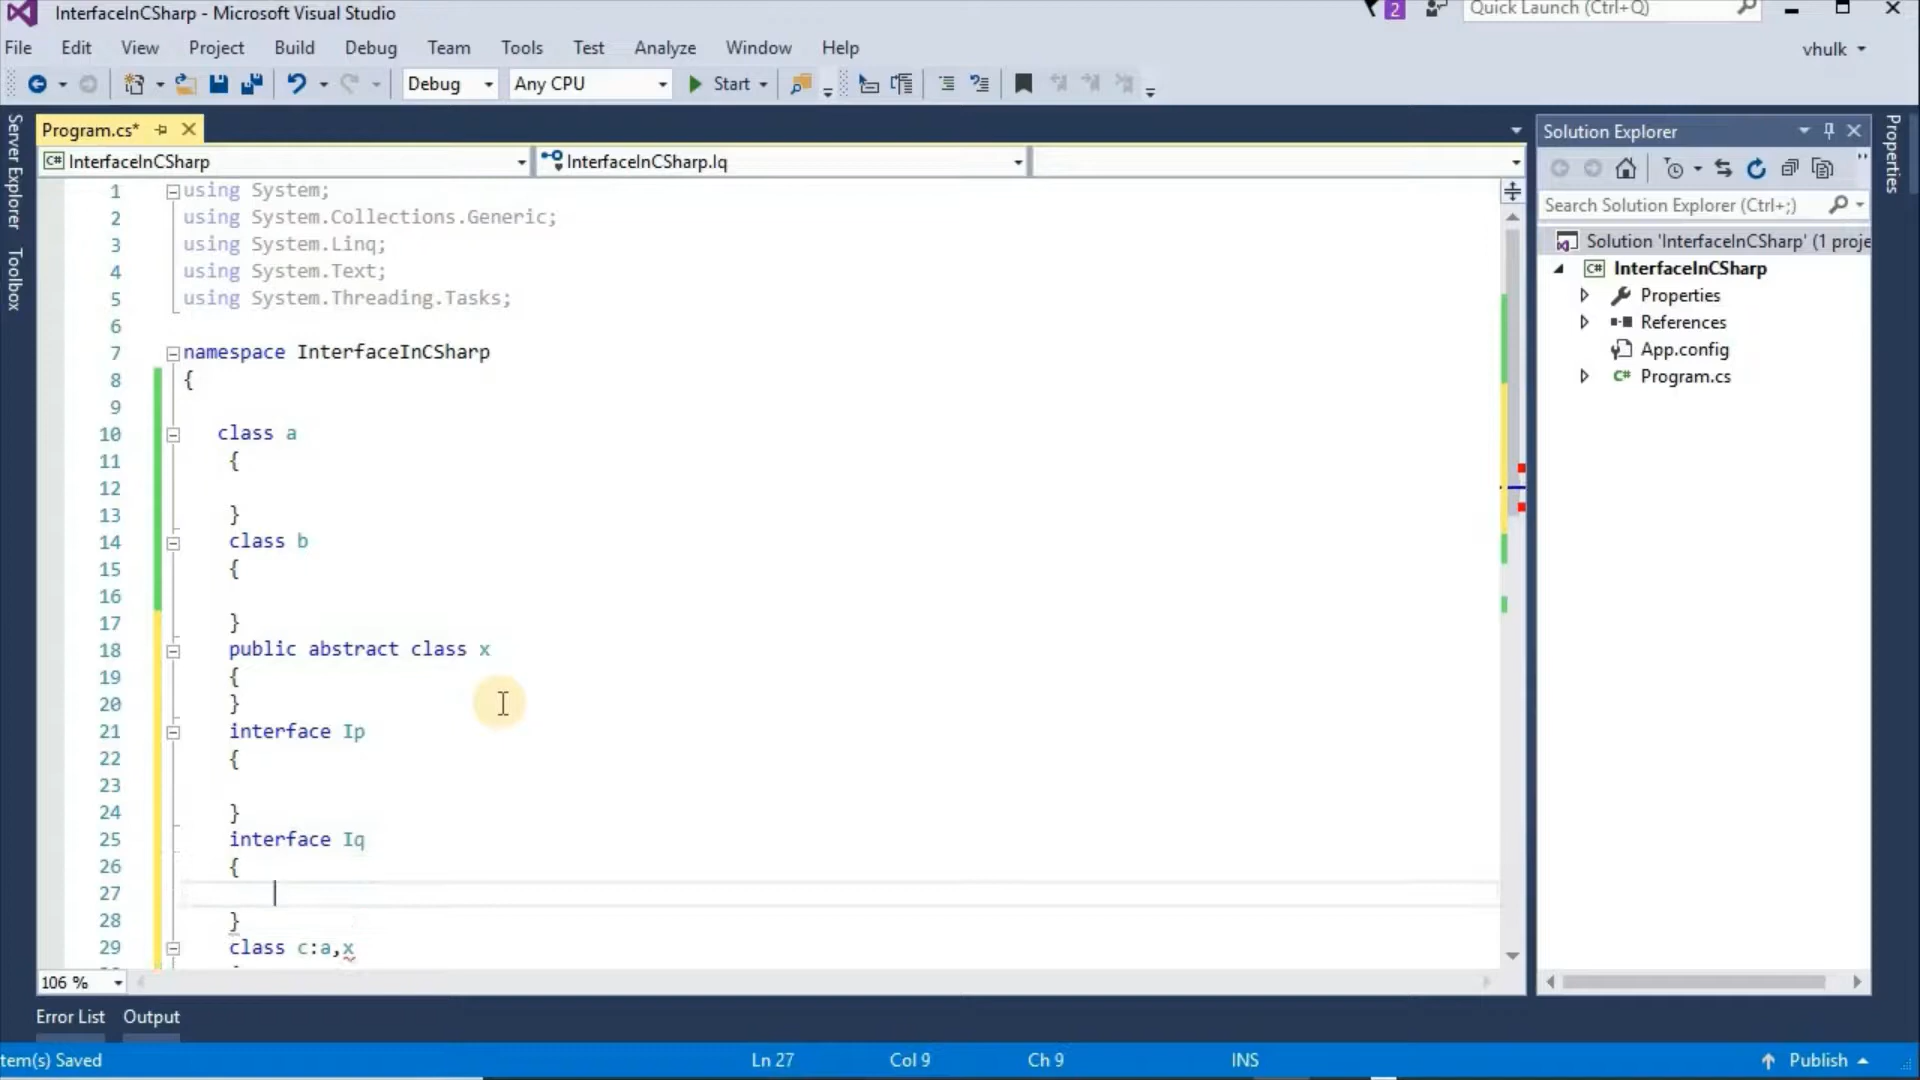 InterfaceInCSharp - Microsoft Visual Studio
2
Quick Launch (Ctrl+Q)
File Edit View Project Build Debug Team Tools Test Analyze Window Help
vhulk
Debug Any CPU Start
Server Explorer
Toolbox
Program.cs*
C# InterfaceInCSharp
InterfaceInCSharp.Iq
1 using System;
2 using System.Collections.Generic;
3 using System.Linq;
4 using System.Text;
5 using System.Threading.Tasks;
6
7 namespace InterfaceInCSharp
8 {
9
10 class a
11 {
12
13 }
14 class b
15 {
16
17 }
18 public abstract class x
19 {
20 }
21 interface Ip
22 {
23
24 }
25 interface Iq
26 {
27
28 }
29 class c:a,x
106 %
Solution Explorer
Search Solution Explorer (Ctrl+;)
Solution 'InterfaceInCSharp' (1 proje
C# InterfaceInCSharp
Properties
References
App.config
C# Program.cs
Properties
Error List Output
tem(s) Saved
Ln 27 Col 9 Ch 9 INS
Publish